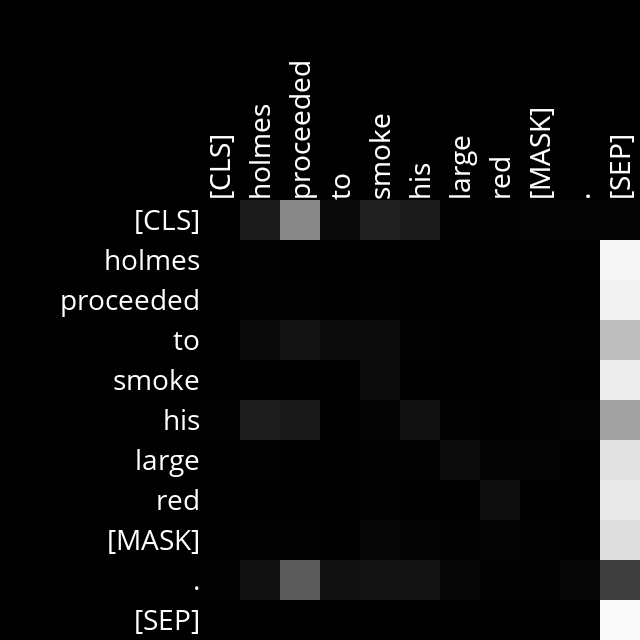 [CLS]
holmes
proceeded
to
smoke
his
large
red
[MASK]
.
[SEP]
[CLS]
holmes
proceeded
to
smoke
his
large
red
[MASK]
.
[SEP]